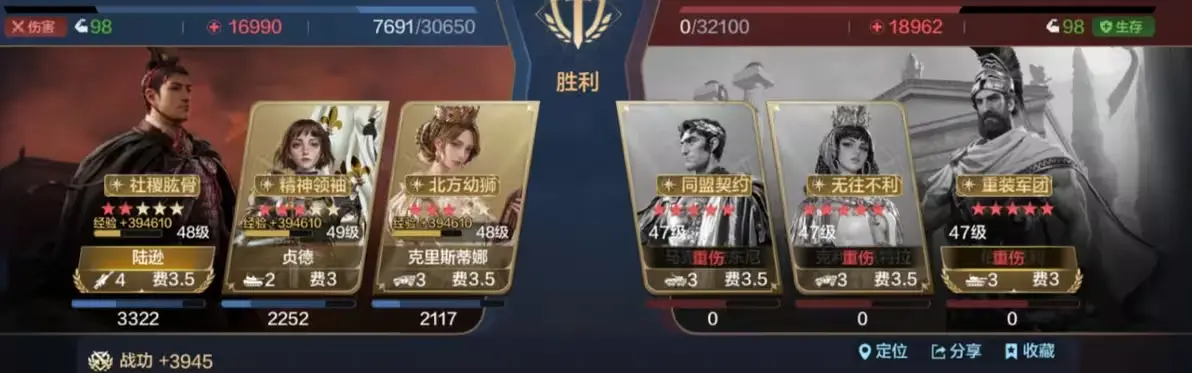 伤害 98 16990 7691/30650
0/32100 18962 98 生存
胜利
社稷肱骨
经验 +394610
48级
陆逊
4 费3.5
3322
精神领袖
经验 +394610
49级
贞德
2 费3
2252
北方幼狮
经验 +394610
48级
克里斯蒂娜
3 费3.5
2117
同盟契约
47级
重伤
3 费3.5
0
无往不利
47级
重伤
3 费3.5
0
重装军团
47级
重伤
3 费3
0
战功 +3945
定位 分享 收藏